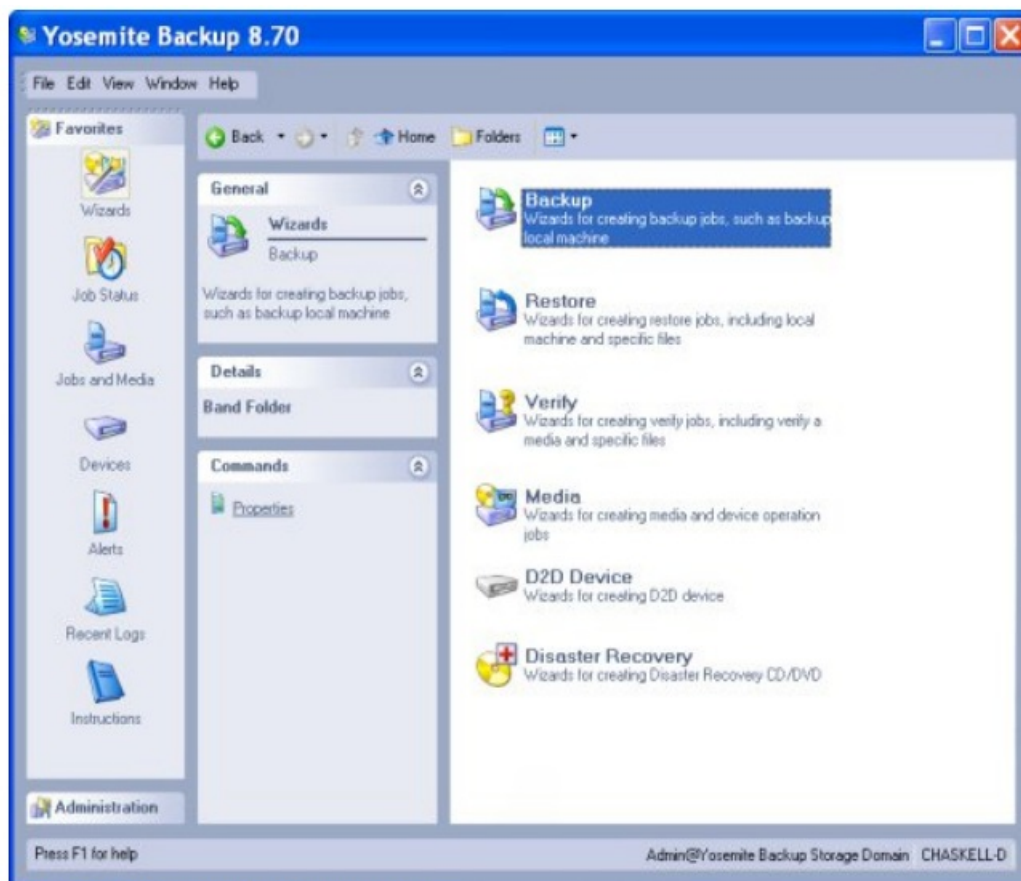 Yosemite Backup 8.70
File Edit View Window Help
Favorites
Wizards
Job Status
Jobs and Media
Devices
Alerts
Recent Logs
Instructions
Administration
Back Home Folders
General
Wizards
Backup
Wizards for creating backup jobs,
such as backup local machine
Details
Band Folder
Commands
Properties
Backup
Wizards for creating backup jobs, such as backup
local machine
Restore
Wizards for creating restore jobs, including local
machine and specific files
Verify
Wizards for creating verify jobs, including verify a
media and specific files
Media
Wizards for creating media and device operation
jobs
D2D Device
Wizards for creating D2D device
Disaster Recovery
Wizards for creating Disaster Recovery CD/DVD
Press F1 for help
Admin@Yosemite Backup Storage Domain CHASKELL-D